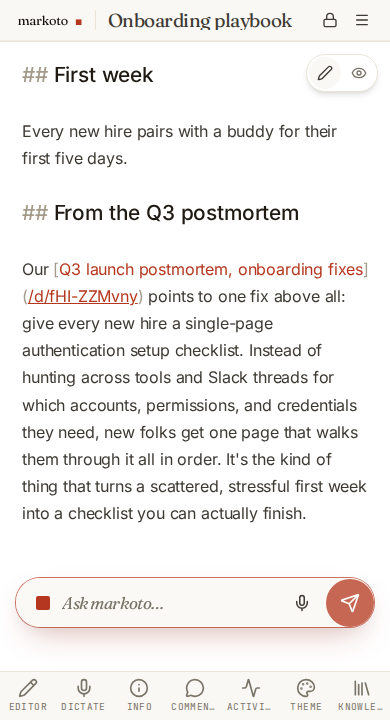 markoto
Onboarding playbook
## First week
Every new hire pairs with a buddy for their
first five days.
## From the Q3 postmortem
Our [Q3 launch postmortem, onboarding fixes]
(/d/fHI-ZZMvny) points to one fix above all:
give every new hire a single-page
authentication setup checklist. Instead of
hunting across tools and Slack threads for
which accounts, permissions, and credentials
they need, new folks get one page that walks
them through it all in order. It's the kind of
thing that turns a scattered, stressful first week
into a checklist you can actually finish.
Ask markoto...
EDITOR DICTATE INFO COMMEN… ACTIVI… THEME KNOWLE…